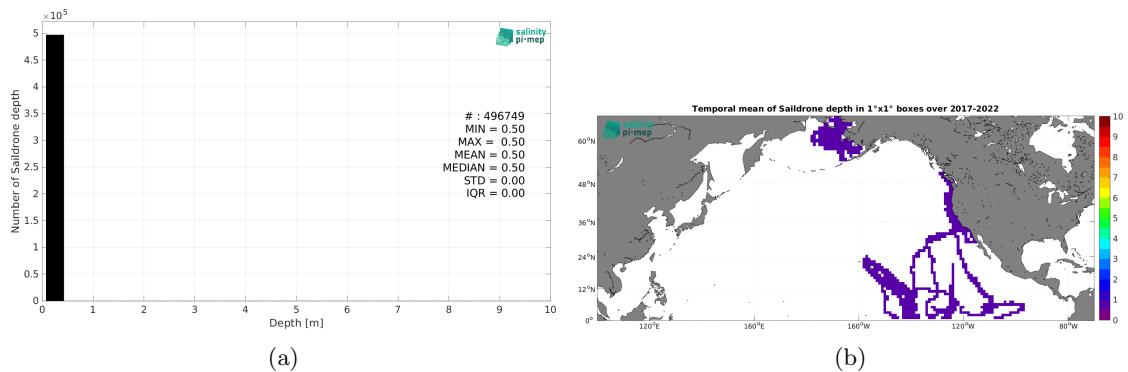 ×10⁵
5
4.5
4
3.5
3
2.5
2
1.5
1
0.5
0
Number of Saildrone depth
salinity
pi-mep
# : 496749
MIN = 0.50
MAX = 0.50
MEAN = 0.50
MEDIAN = 0.50
STD = 0.00
IQR = 0.00
0 1 2 3 4 5 6 7 8 9 10
Depth [m]
(a)
Temporal mean of Saildrone depth in 1°x1° boxes over 2017-2022
salinity
pi-mep
60°N
48°N
36°N
24°N
12°N
0°
120°E 160°E 160°W 120°W 80°W
10
9
8
7
6
5
4
3
2
1
0
(b)